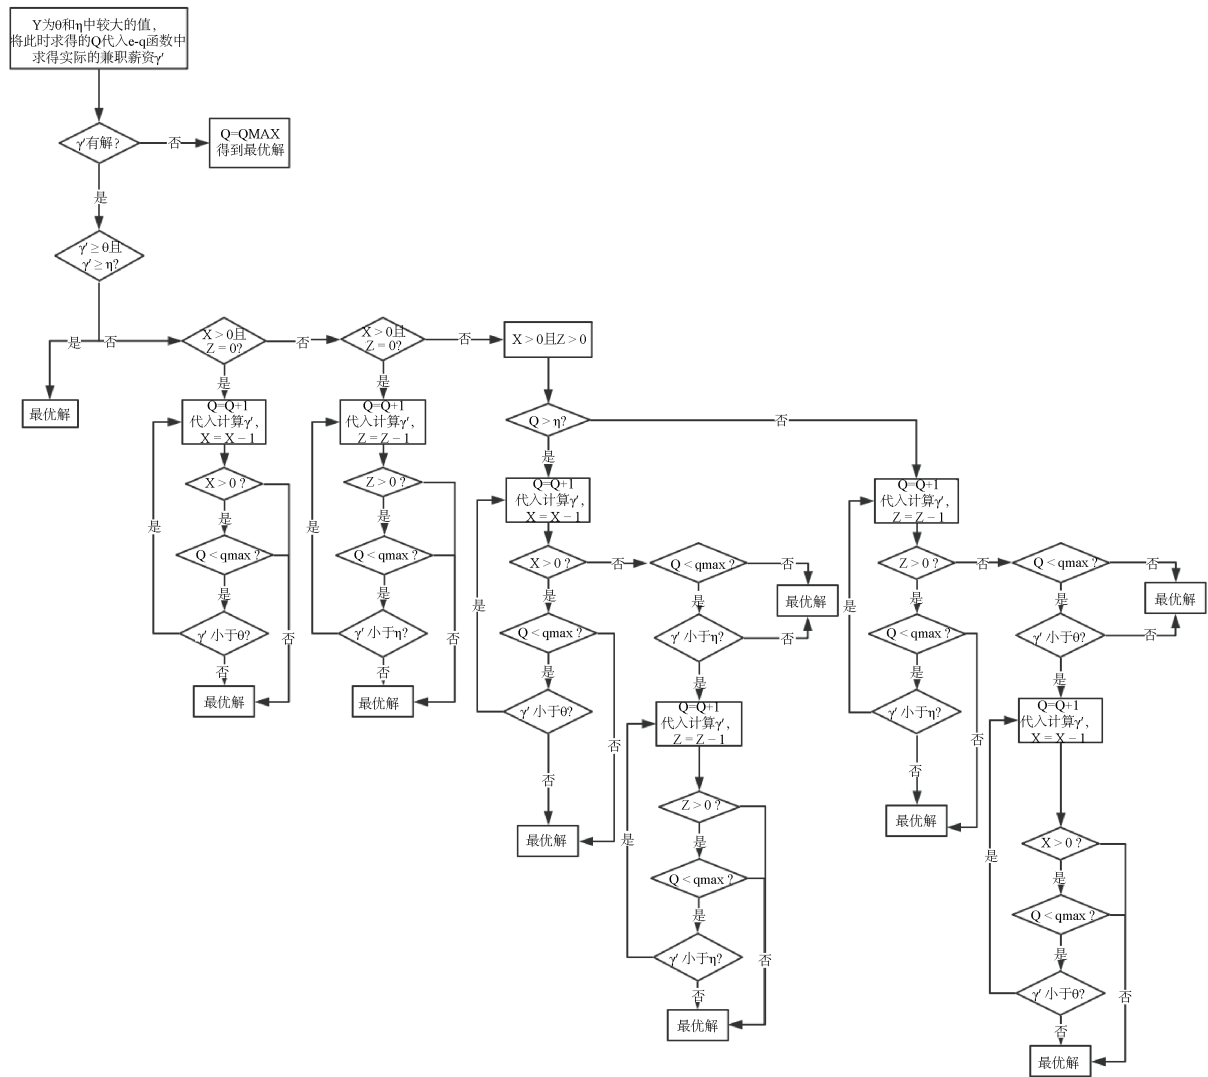 Y为θ和η中较大的值，
将此时求得的Q代入e-q函数中
求得实际的兼职薪资γ′
γ′有解?
否
Q=QMAX
得到最优解
是
γ′ ≥ θ且
γ′ ≥ η?
是
否
最优解
X > 0且
Z = 0?
否
是
Q=Q+1
代入计算γ′,
X = X – 1
X > 0 ?
是
Q < qmax ?
是
γ′ 小于θ?
是
否
否
最优解
X > 0且
Z = 0?
否
是
Q=Q+1
代入计算γ′,
Z = Z – 1
Z > 0 ?
是
Q < qmax ?
是
γ′ 小于η?
是
否
否
最优解
X > 0且Z > 0
Q > η?
否
是
Q=Q+1
代入计算γ′,
X = X – 1
X > 0 ?
否
是
Q < qmax ?
是
γ′ 小于θ?
是
否
否
最优解
Q < qmax ?
否
是
最优解
γ′ 小于η?
否
是
Q=Q+1
代入计算γ′,
Z = Z – 1
Z > 0 ?
是
Q < qmax ?
是
γ′ 小于η?
是
否
否
最优解
Q=Q+1
代入计算γ′,
Z = Z – 1
Z > 0 ?
否
是
Q < qmax ?
是
γ′ 小于η?
是
否
否
最优解
Q < qmax ?
否
是
最优解
γ′ 小于θ?
否
是
Q=Q+1
代入计算γ′,
X = X – 1
X > 0 ?
是
Q < qmax ?
是
γ′ 小于θ?
是
否
否
最优解